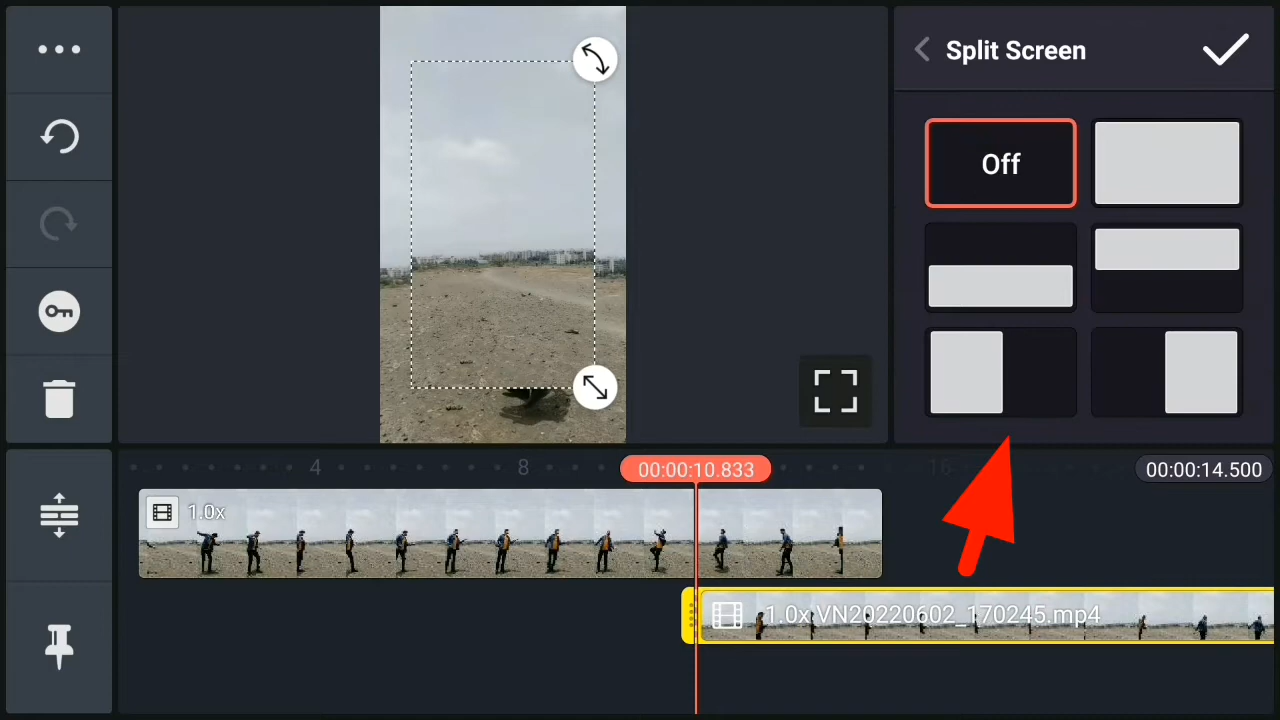 Split Screen
Off
4
8
00:00:10.833
16
00:00:14.500
1.0x
1.0x VN20220602_170245.mp4